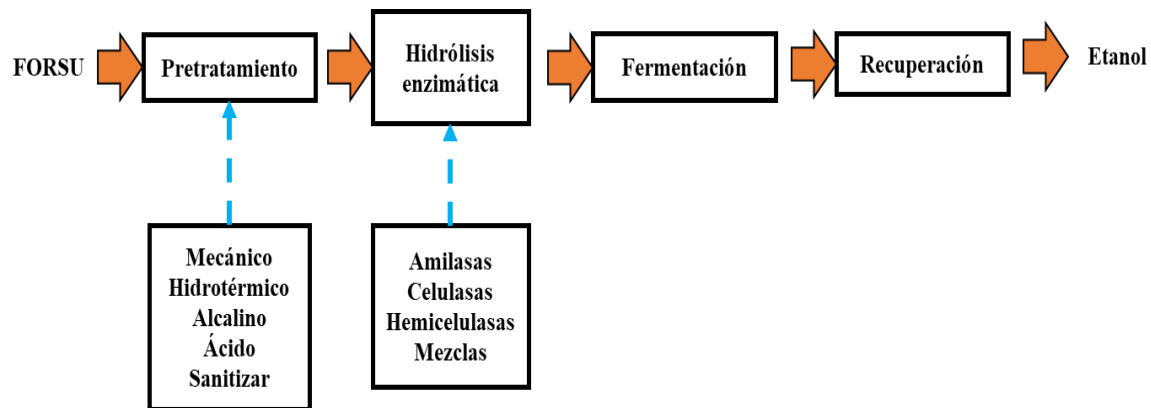 FORSU
Pretratamiento
Hidrólisis
enzimática
Fermentación
Recuperación
Etanol
Mecánico
Hidrotérmico
Alcalino
Ácido
Sanitizar
Amilasas
Celulasas
Hemicelulasas
Mezclas